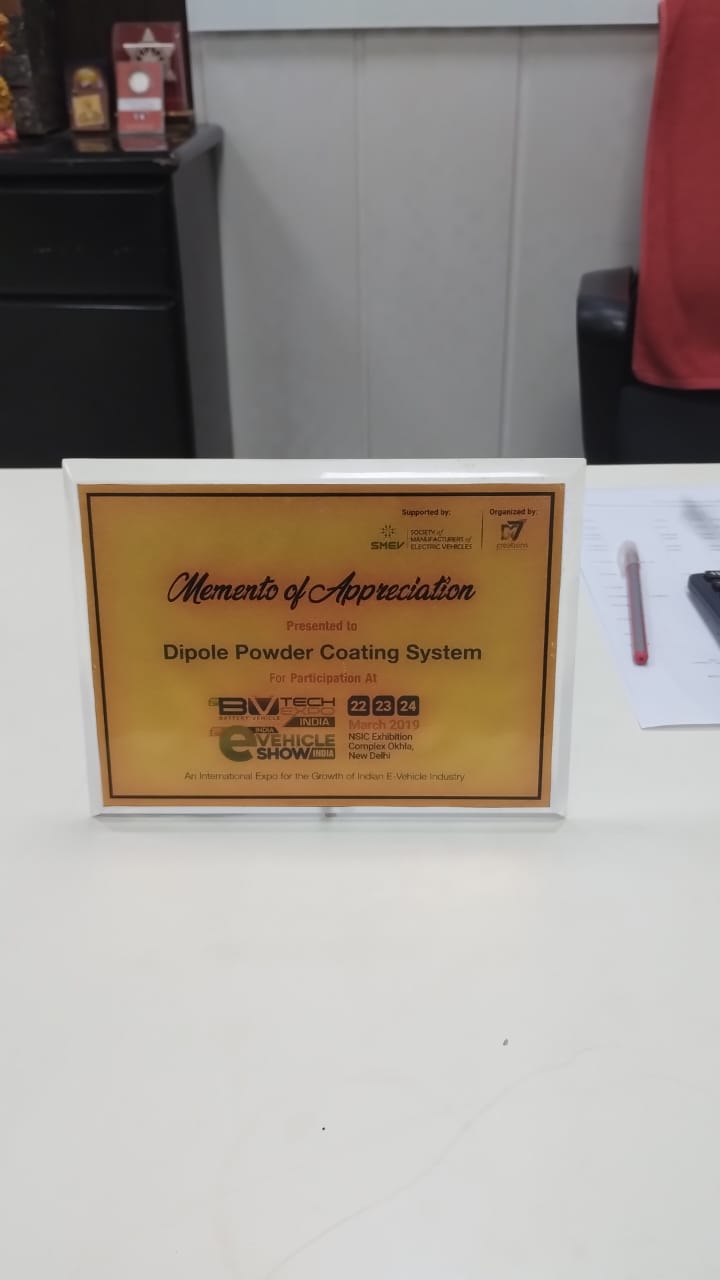 Supported by:
Organized by:
SMEV
SOCIETY of
MANUFACTURERS of
ELECTRIC VEHICLES
creations
Memento of Appreciation
Presented to
Dipole Powder Coating System
For Participation At
BV TECH
EXPO
BATTERY VEHICLE
INDIA
22 23 24
March 2019
INDIA
e VEHICLE
SHOW INDIA
NSIC Exhibition
Complex Okhla,
New Delhi
An International Expo for the Growth of Indian E-Vehicle Industry